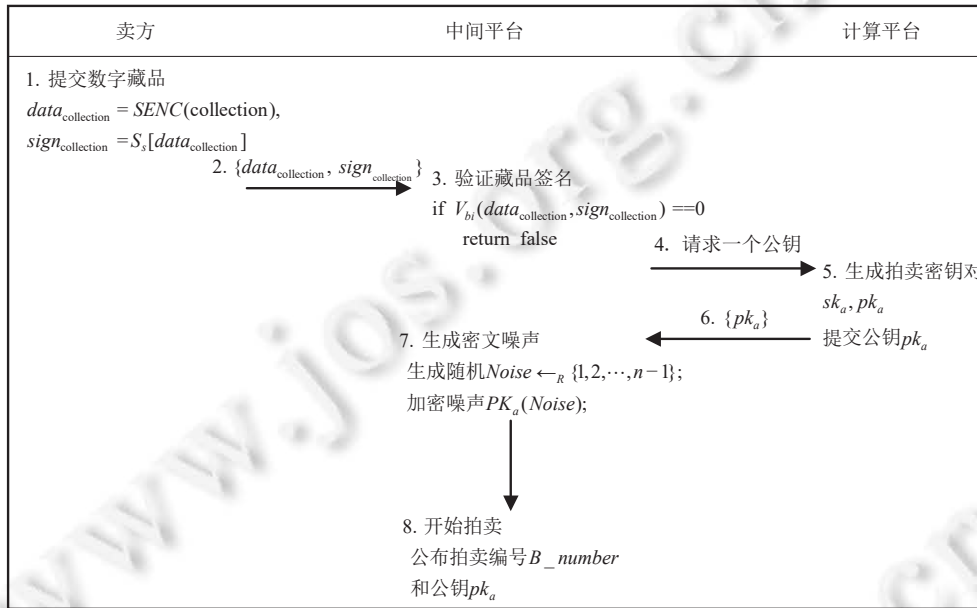 卖方 中间平台 计算平台
1. 提交数字藏品
data_collection = SENC(collection),
sign_collection =S_s[data_collection]
2. {data_collection, sign_collection}
3. 验证藏品签名
if V_bi(data_collection,sign_collection) ==0
return false
4. 请求一个公钥
5. 生成拍卖密钥对
sk_a, pk_a
提交公钥pk_a
6. {pk_a}
7. 生成密文噪声
生成随机Noise ←_R {1,2,⋯,n−1};
加密噪声PK_a(Noise);
8. 开始拍卖
公布拍卖编号B_number
和公钥pk_a
www.jos.org.cn